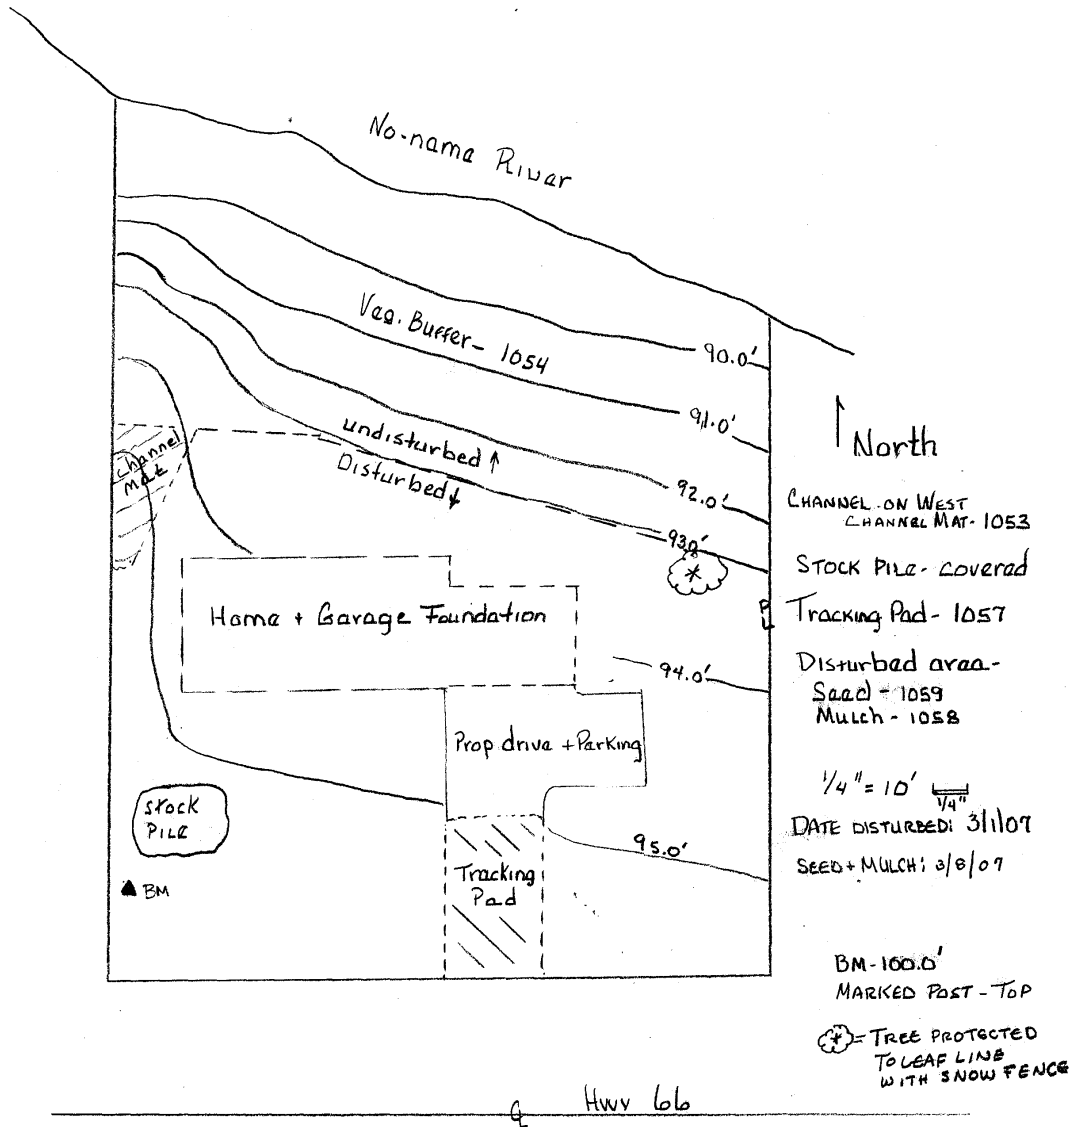 No-name River
Veg. Buffer - 1054
90.0'
91.0'
undisturbed ↑
Disturbed ↓
92.0'
93.0'
Channel
Mat
North
CHANNEL ON WEST
CHANNEL MAT - 1053
STOCK PILE - covered
Tracking Pad - 1057
Disturbed area -
Seed - 1059
Mulch - 1058
Home + Garage Foundation
94.0'
PL
Prop drive + Parking
1/4" = 10' 1/4"
DATE DISTURBED: 3/1/07
SEED + MULCH: 3/8/07
STOCK
PILE
95.0'
Tracking
Pad
BM
BM - 100.0'
MARKED POST - TOP
= TREE PROTECTED
TO LEAF LINE
WITH SNOW FENCE
CL Hwy 66